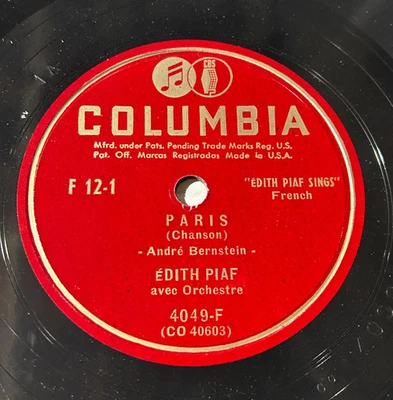 CBS
COLUMBIA
Mfrd. under Pats. Pending Trade Marks Reg. U.S.
Pat. Off. Marcas Registradas Made in U.S.A.
F 12-1
"ÉDITH PIAF SINGS"
French
PARIS
(Chanson)
- André Bernstein -
ÉDITH PIAF
avec Orchestre
4049-F
(CO 40603)